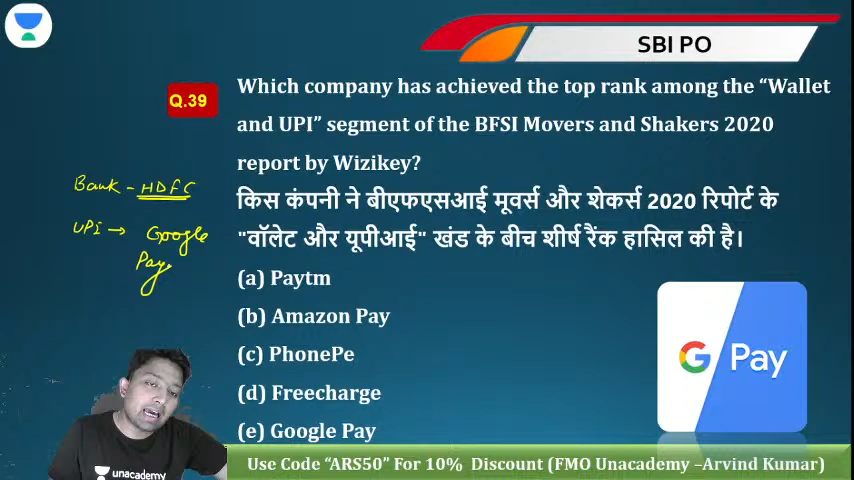 SBI PO
Q.39
Which company has achieved the top rank among the “Wallet
and UPI” segment of the BFSI Movers and Shakers 2020
report by Wizikey?
किस कंपनी ने बीएफएसआई मूवर्स और शेकर्स 2020 रिपोर्ट के
"वॉलेट और यूपीआई" खंड के बीच शीर्ष रैंक हासिल की है।
(a) Paytm
(b) Amazon Pay
(c) PhonePe
(d) Freecharge
(e) Google Pay
Bank - HDFC
UPi → Google
Pay
G Pay
unacademy
Use Code “ARS50” For 10% Discount (FMO Unacademy –Arvind Kumar)